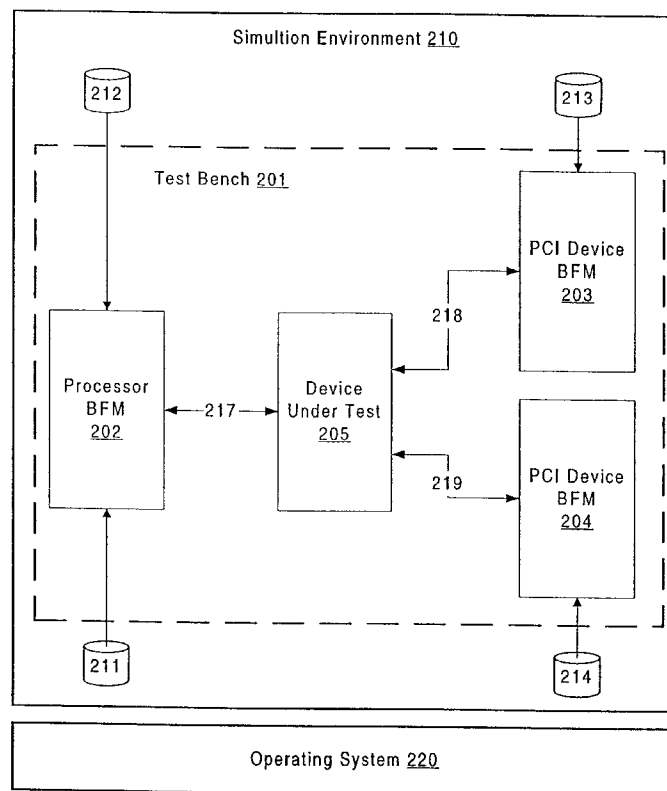 Simultion Environment 210
212
213
Test Bench 201
PCI Device
BFM
203
218
Processor
BFM
202
217
Device
Under Test
205
PCI Device
BFM
204
219
211
214
Operating System 220